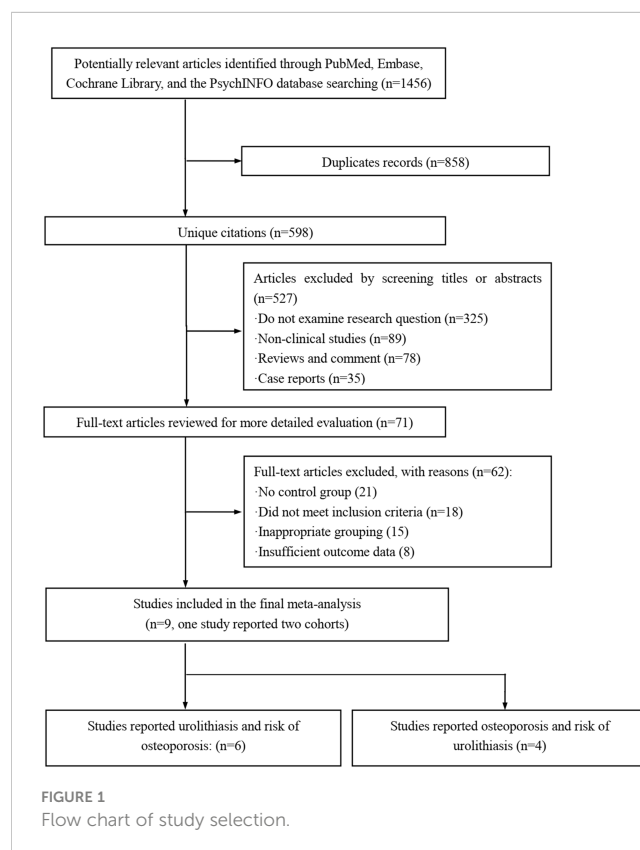 Potentially relevant articles identified through PubMed, Embase,
Cochrane Library, and the PsychINFO database searching (n=1456)
Duplicates records (n=858)
Unique citations (n=598)
Articles excluded by screening titles or abstracts
(n=527)
·Do not examine research question (n=325)
·Non-clinical studies (n=89)
·Reviews and comment (n=78)
·Case reports (n=35)
Full-text articles reviewed for more detailed evaluation (n=71)
Full-text articles excluded, with reasons (n=62):
·No control group (21)
·Did not meet inclusion criteria (n=18)
·Inappropriate grouping (15)
·Insufficient outcome data (8)
Studies included in the final meta-analysis
(n=9, one study reported two cohorts)
Studies reported urolithiasis and risk of
osteoporosis: (n=6)
Studies reported osteoporosis and risk of
urolithiasis (n=4)
FIGURE 1
Flow chart of study selection.